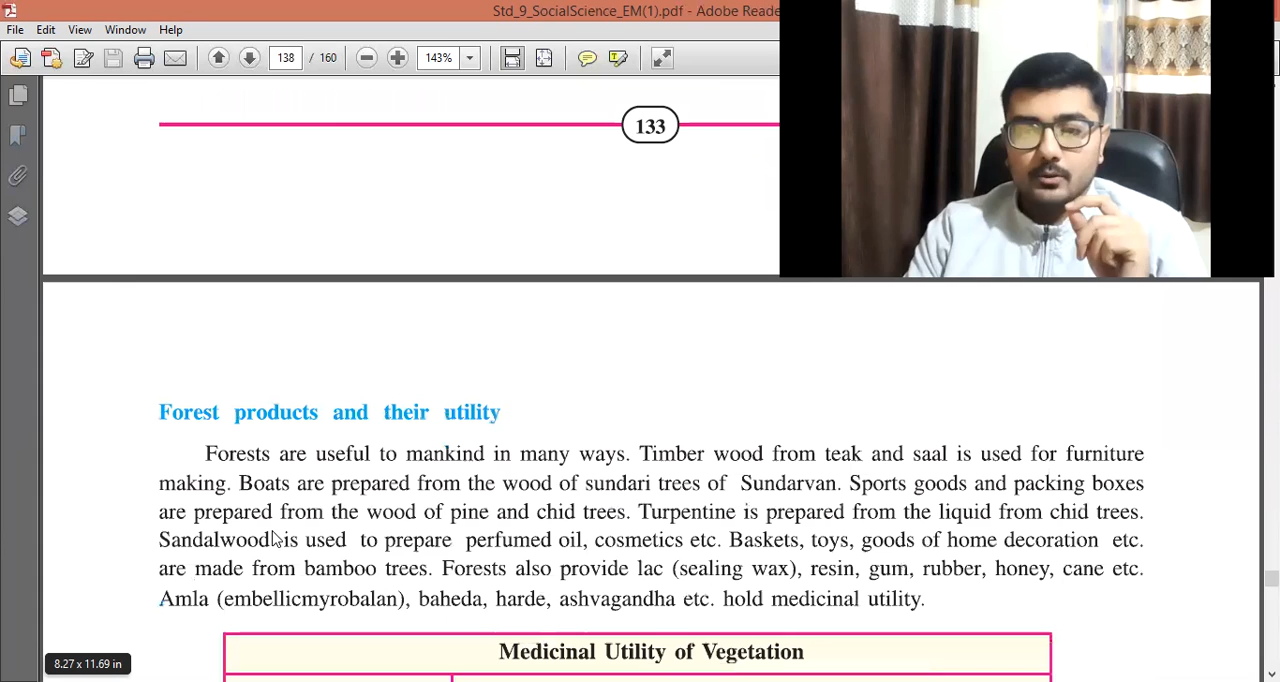 Std_9_SocialScience_EM(1).pdf - Adobe Reade
File Edit View Window Help
138 / 160 143%
133
Forest products and their utility
Forests are useful to mankind in many ways. Timber wood from teak and saal is used for furniture
making. Boats are prepared from the wood of sundari trees of Sundarvan. Sports goods and packing boxes
are prepared from the wood of pine and chid trees. Turpentine is prepared from the liquid from chid trees.
Sandalwood is used to prepare perfumed oil, cosmetics etc. Baskets, toys, goods of home decoration etc.
are made from bamboo trees. Forests also provide lac (sealing wax), resin, gum, rubber, honey, cane etc.
Amla (embellicmyrobalan), baheda, harde, ashvagandha etc. hold medicinal utility.
Medicinal Utility of Vegetation
8.27 x 11.69 in